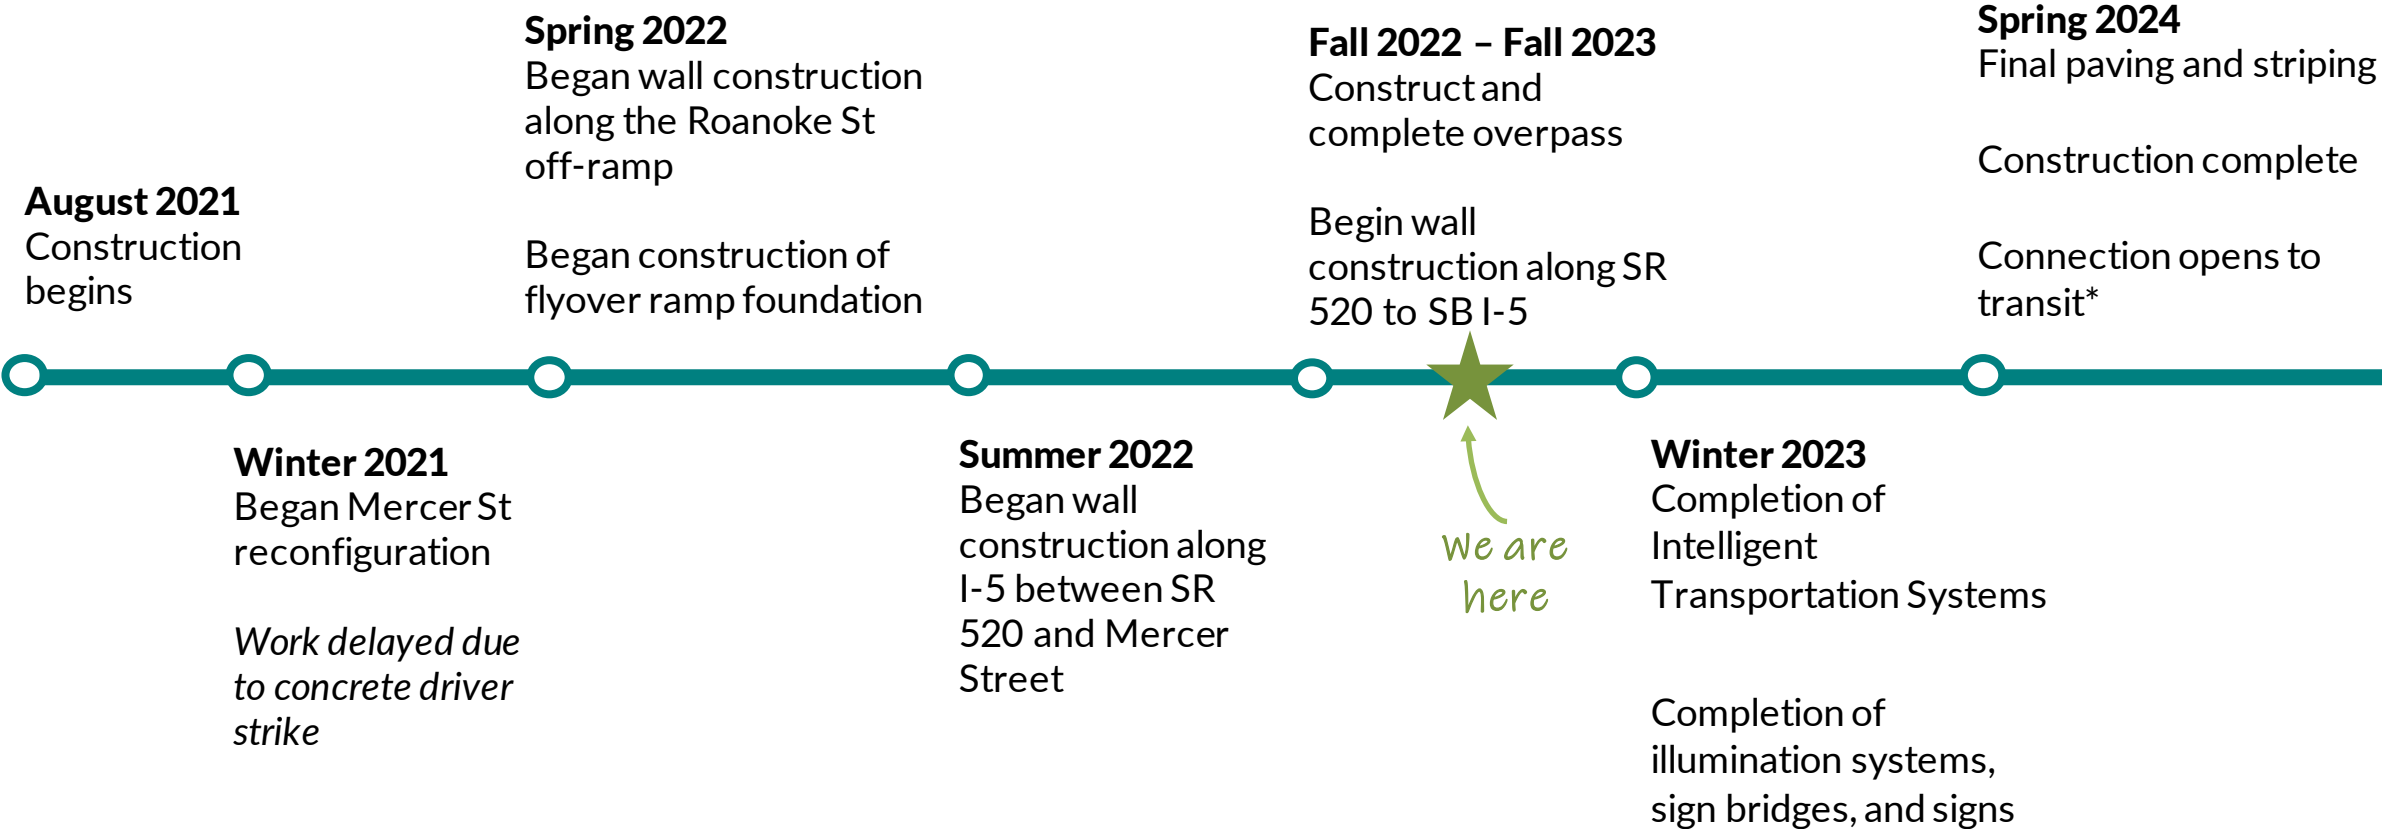 August 2021
Construction
begins
Winter 2021
Began Mercer St
reconfiguration
Work delayed due
to concrete driver
strike
Spring 2022
Began wall construction
along the Roanoke St
off-ramp
Began construction of
flyover ramp foundation
Summer 2022
Began wall
construction along
I-5 between SR
520 and Mercer
Street
Fall 2022 – Fall 2023
Construct and
complete overpass
Begin wall
construction along SR
520 to SB I-5
We are
here
Winter 2023
Completion of
Intelligent
Transportation Systems
Completion of
illumination systems,
sign bridges, and signs
Spring 2024
Final paving and striping
Construction complete
Connection opens to
transit*